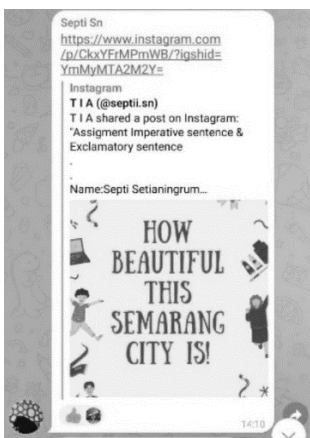 Septi Sn
https://www.instagram.com
/p/CkxYFrMPmWB/?igshid=
YmMyMTA2M2Y=
Instagram
T I A (@septii.sn)
T I A shared a post on Instagram:
"Assigment Imperative sentence &
Exclamatory sentence
.
.
Name:Septi Setianingrum...
HOW
BEAUTIFUL
THIS
SEMARANG
CITY IS!
14:10